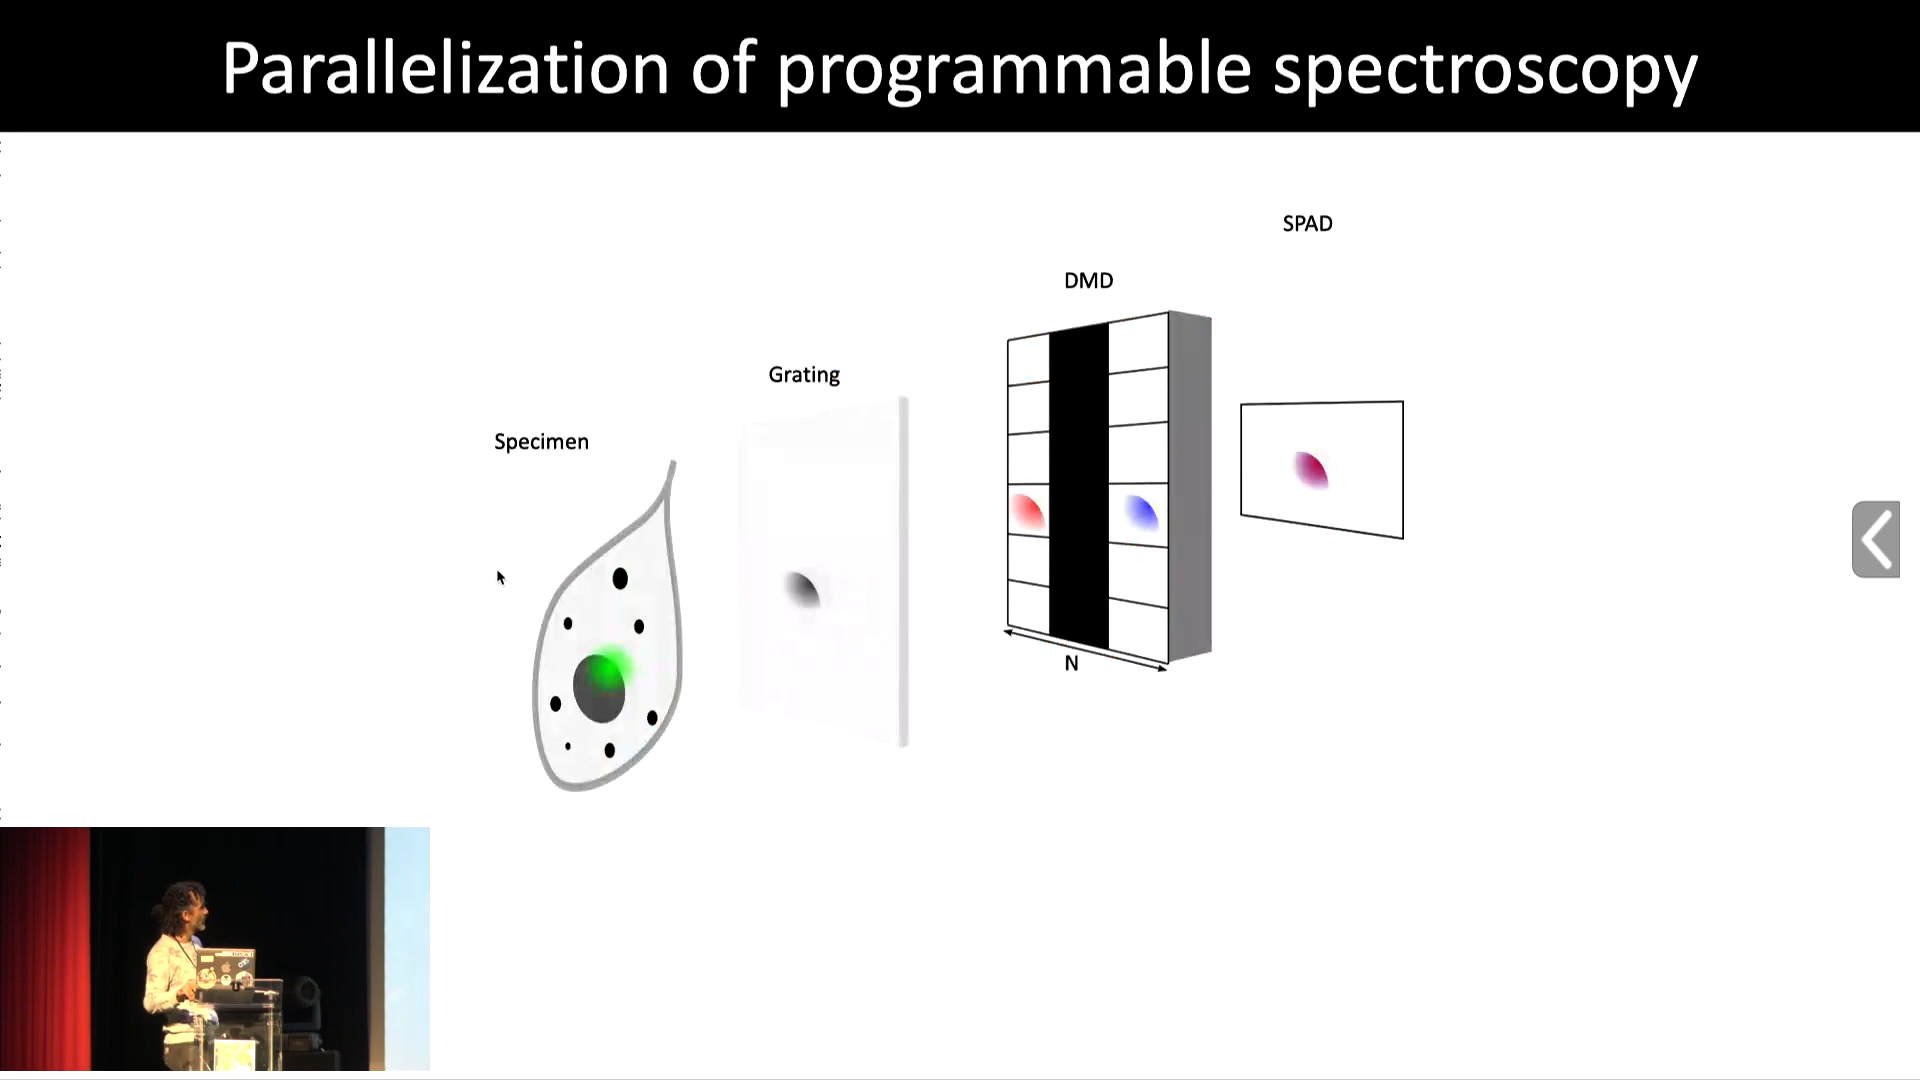 Parallelization of programmable spectroscopy
SPAD
DMD
Grating
Specimen
N